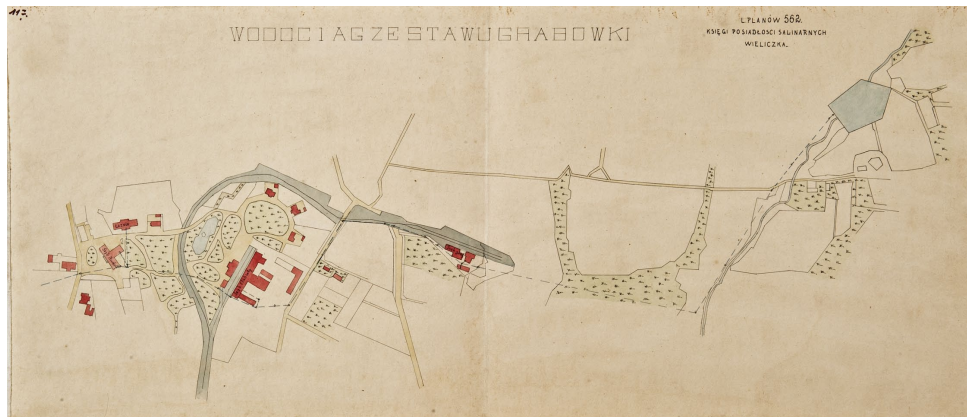 117.
WODOCIĄG ZE STAWU GRABÓWKI
L. PLANÓW 562.
KSIĘGI POSIADŁOŚCI SALINARNYCH
WIELICZKA.